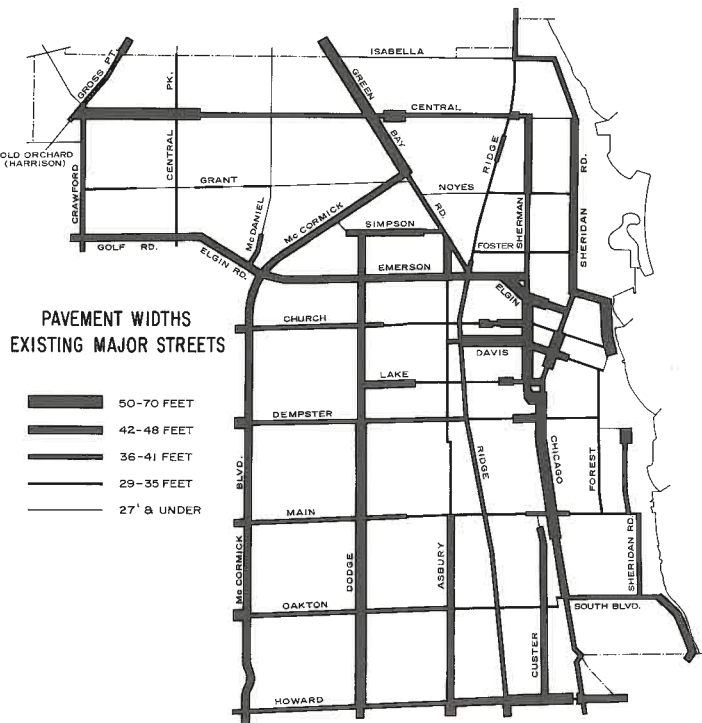 ISABELLA
GROSS PT.
PK.
CENTRAL
GREEN
BAY
RD.
CENTRAL
RIDGE
OLD ORCHARD
(HARRISON)
CRAWFORD
GRANT
NOYES
SHERMAN
SHERIDAN
RD.
McDANIEL
McCORMICK
SIMPSON
FOSTER
GOLF RD.
ELGIN RD.
EMERSON
ELGIN
PAVEMENT WIDTHS
EXISTING MAJOR STREETS
CHURCH
DAVIS
LAKE
50-70 FEET
42-48 FEET
36-41 FEET
29-35 FEET
27' & UNDER
DEMPSTER
RIDGE
CHICAGO
FOREST
McCORMICK
BLVD.
MAIN
DODGE
ASBURY
SHERIDAN RD.
OAKTON
SOUTH BLVD.
CUSTER
HOWARD